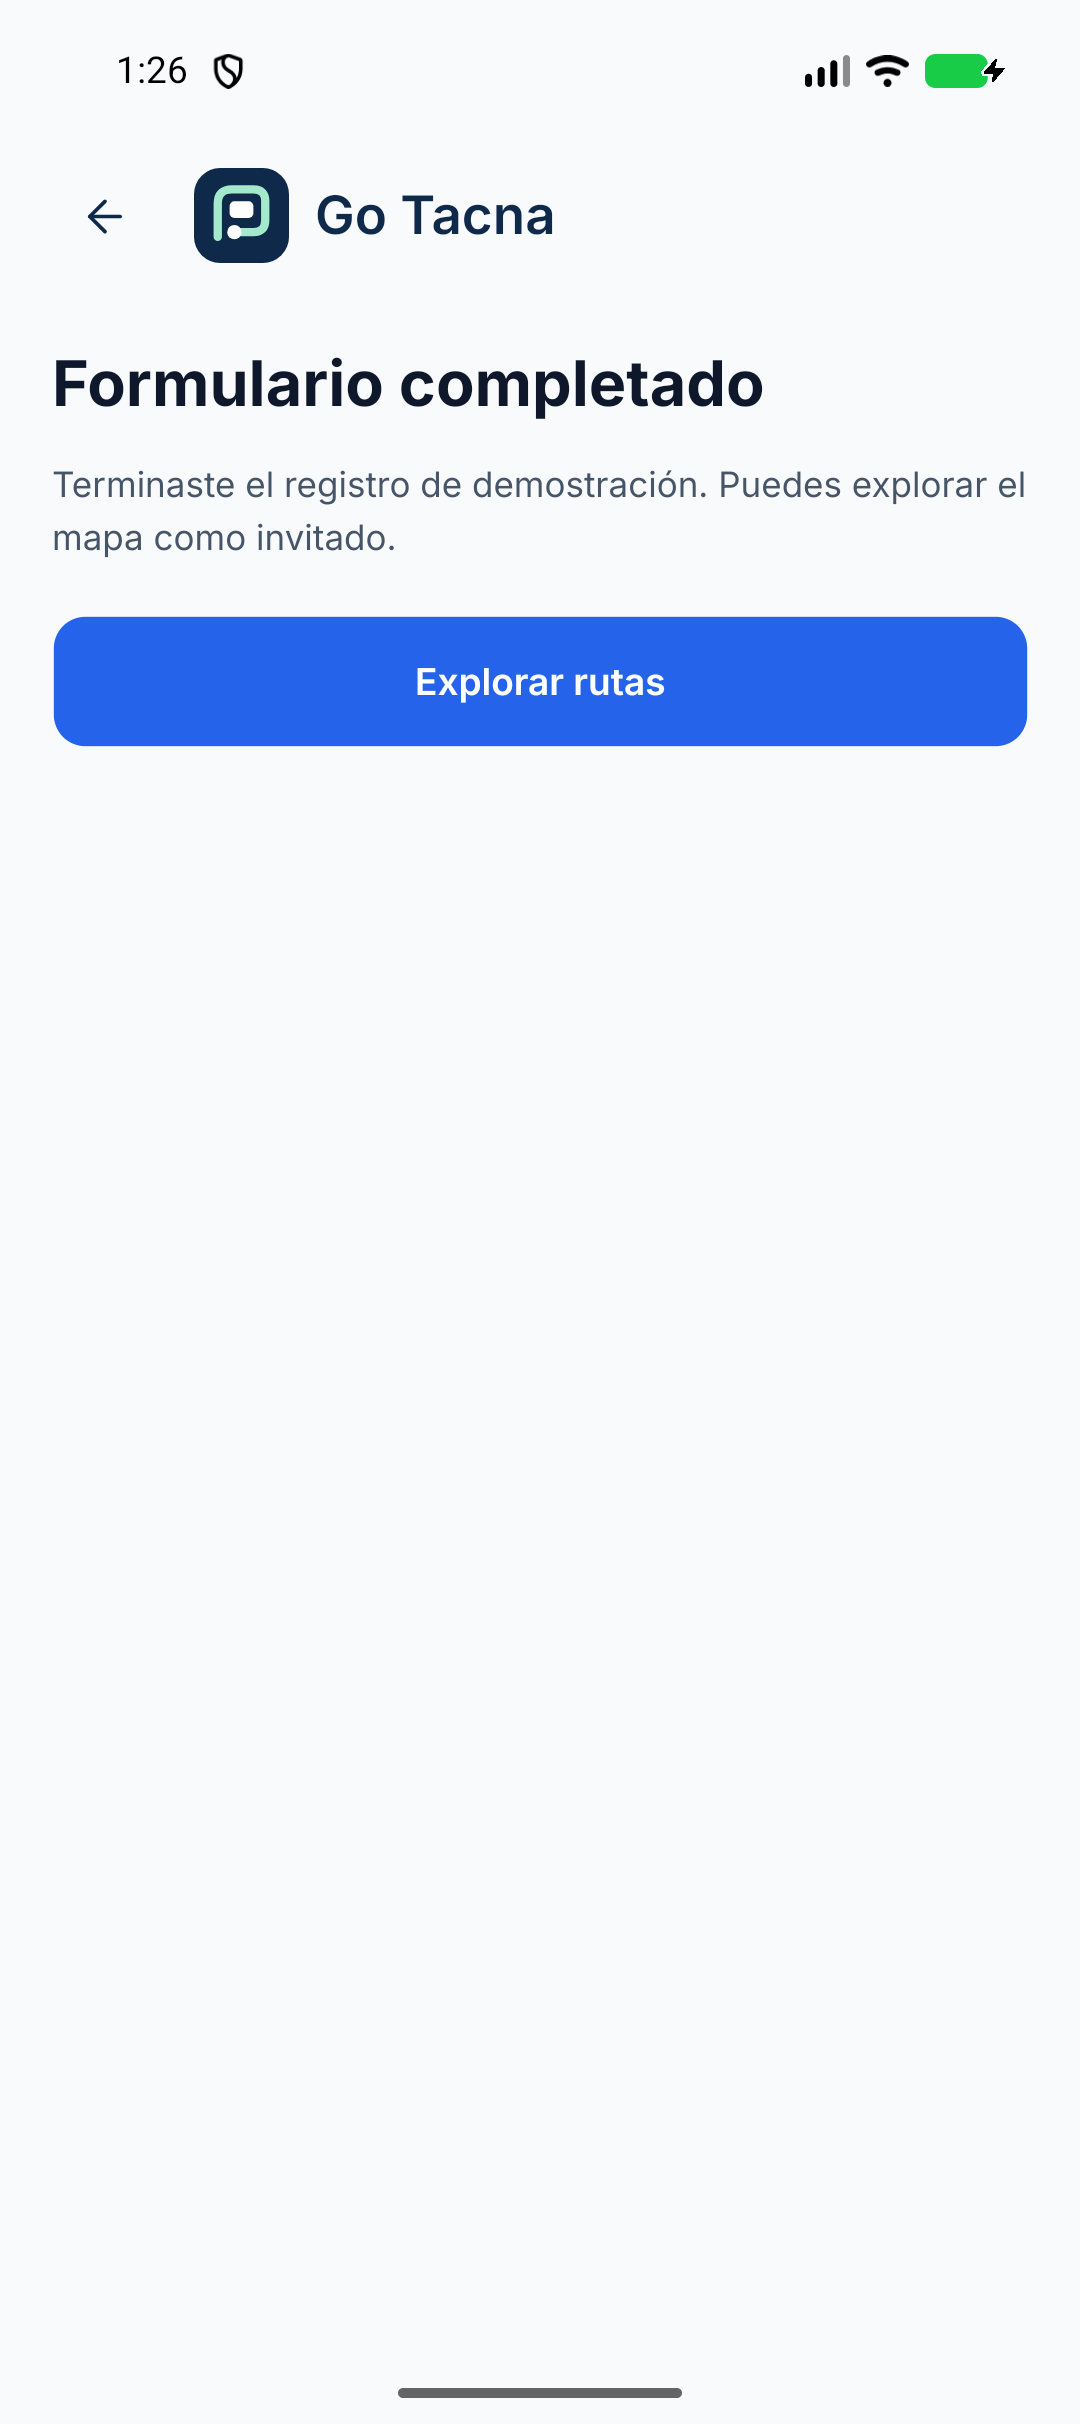 1:26
Go Tacna
Formulario completado
Terminaste el registro de demostración. Puedes explorar el
mapa como invitado.
Explorar rutas